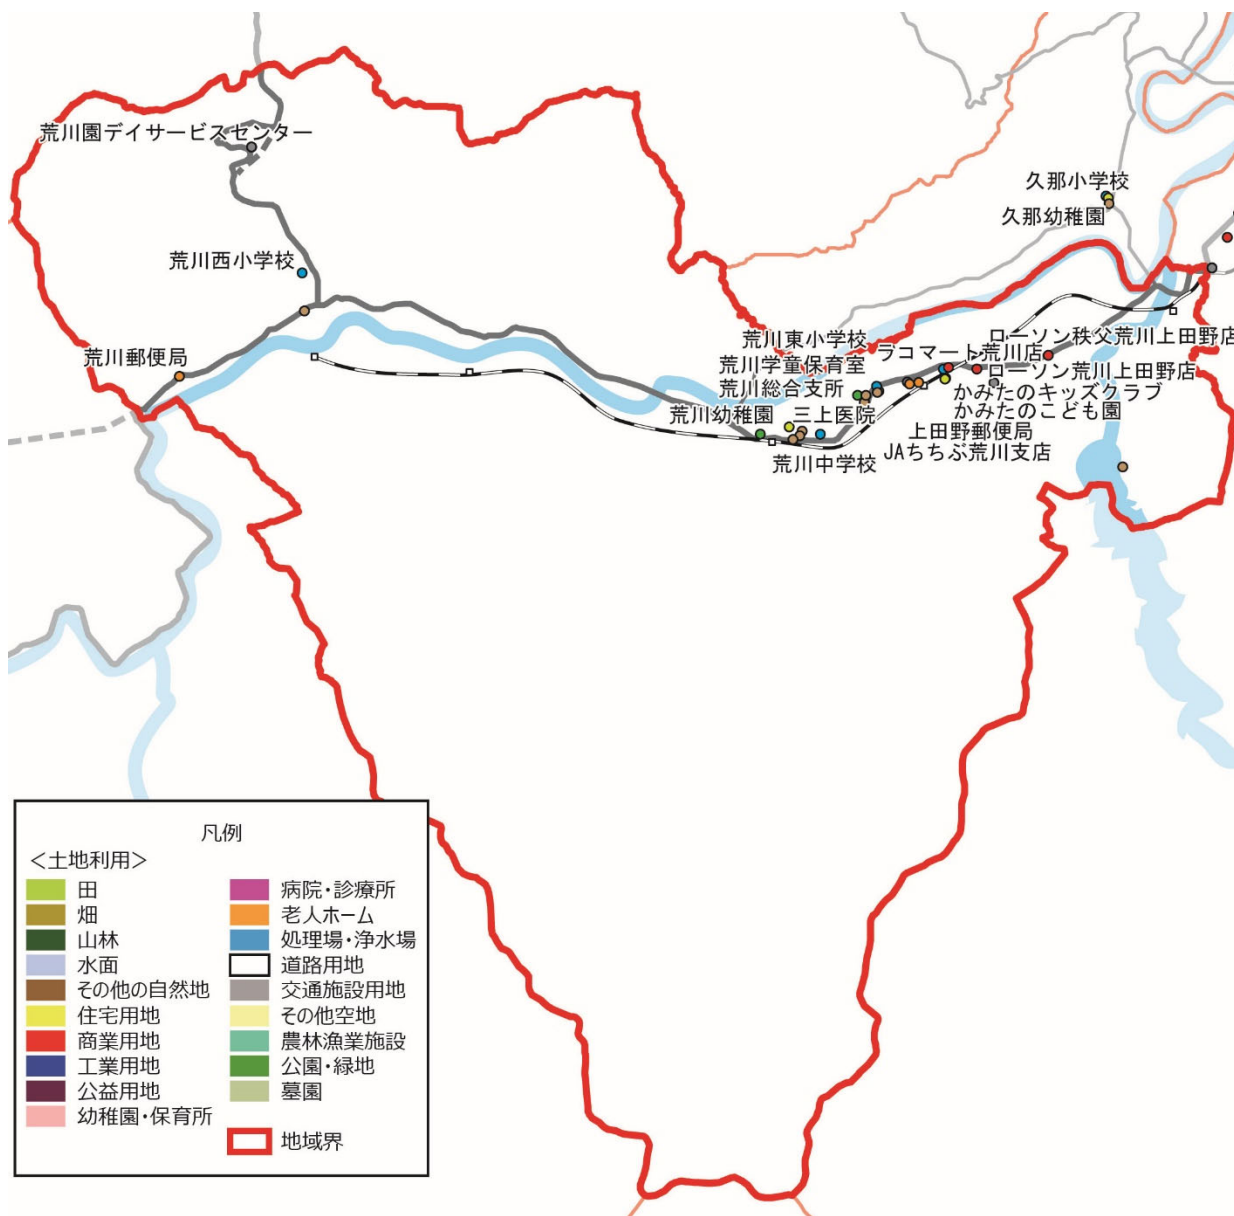 荒川園デイサービスセンター
久那小学校
久那幼稚園
荒川西小学校
荒川郵便局
荒川東小学校
ラコマート荒川店
ローソン秩父荒川上田野店
荒川学童保育室
ローソン荒川上田野店
荒川総合支所
かみたのキッズクラブ
荒川幼稚園
三上医院
かみたのこども園
上田野郵便局
荒川中学校
JAちちぶ荒川支店
凡例
＜土地利用＞
田
畑
山林
水面
その他の自然地
住宅用地
商業用地
工業用地
公益用地
幼稚園・保育所
病院・診療所
老人ホーム
処理場・浄水場
道路用地
交通施設用地
その他空地
農林漁業施設
公園・緑地
墓園
地域界